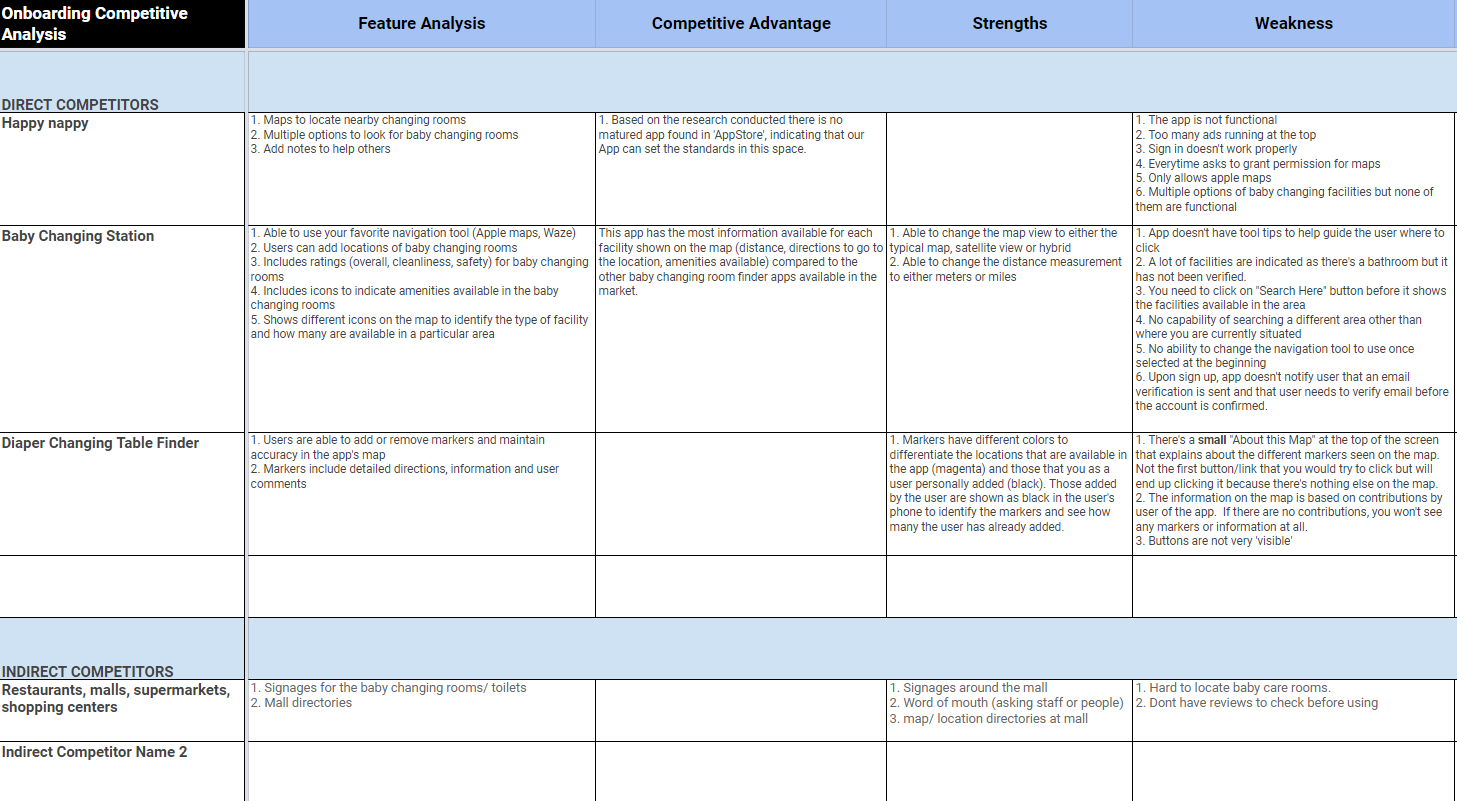 Onboarding Competitive
Analysis
Feature Analysis
Competitive Advantage
Strengths
Weakness
DIRECT COMPETITORS
Happy nappy
1. Maps to locate nearby changing rooms
2. Multiple options to look for baby changing rooms
3. Add notes to help others
1. Based on the research conducted there is no
matured app found in 'AppStore', indicating that our
App can set the standards in this space.
1. The app is not functional
2. Too many ads running at the top
3. Sign in doesn't work properly
4. Everytime asks to grant permission for maps
5. Only allows apple maps
6. Multiple options of baby changing facilities but none of
them are functional
Baby Changing Station
1. Able to use your favorite navigation tool (Apple maps, Waze)
2. Users can add locations of baby changing rooms
3. Includes ratings (overall, cleanliness, safety) for baby changing
rooms
4. Includes icons to indicate amenities available in the baby
changing rooms
5. Shows different icons on the map to identify the type of facility
and how many are available in a particular area
This app has the most information available for each
facility shown on the map (distance, directions to go to
the location, amenities available) compared to the
other baby changing room finder apps available in the
market.
1. Able to change the map view to either the
typical map, satellite view or hybrid
2. Able to change the distance measurement
to either meters or miles
1. App doesn't have tool tips to help guide the user where to
click
2. A lot of facilities are indicated as there's a bathroom but it
has not been verified.
3. You need to click on "Search Here" button before it shows
the facilities available in the area
4. No capability of searching a different area other than
where you are currently situated
5. No ability to change the navigation tool to use once
selected at the beginning
6. Upon sign up, app doesn't notify user that an email
verification is sent and that user needs to verify email before
the account is confirmed.
Diaper Changing Table Finder
1. Users are able to add or remove markers and maintain
accuracy in the app's map
2. Markers include detailed directions, information and user
comments
1. Markers have different colors to
differentiate the locations that are available in
the app (magenta) and those that you as a
user personally added (black). Those added
by the user are shown as black in the user's
phone to identify the markers and see how
many the user has already added.
1. There's a small "About this Map" at the top of the screen
that explains about the different markers seen on the map.
Not the first button/link that you would try to click but will
end up clicking it because there's nothing else on the map.
2. The information on the map is based on contributions by
user of the app.  If there are no contributions, you won't see
any markers or information at all.
3. Buttons are not very 'visible'
INDIRECT COMPETITORS
Restaurants, malls, supermarkets,
shopping centers
1. Signages for the baby changing rooms/ toilets
2. Mall directories
1. Signages around the mall
2. Word of mouth (asking staff or people)
3. map/ location directories at mall
1. Hard to locate baby care rooms.
2. Dont have reviews to check before using
Indirect Competitor Name 2